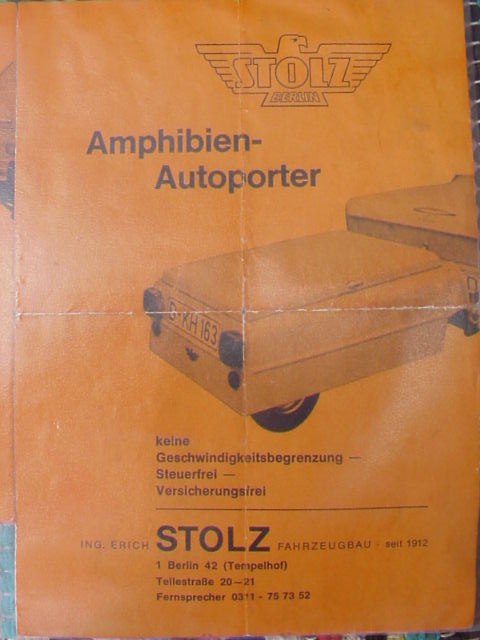 STOLZ
BERLIN
Amphibien-
Autoporter
KH 163
keine
Geschwindigkeitsbegrenzung —
Steuerfrei —
Versicherungsfrei
ING. ERICH STOLZ FAHRZEUGBAU · seit 1912
1 Berlin 42 (Tempelhof)
Teilestraße 20—21
Fernsprecher 0311 - 75 73 52